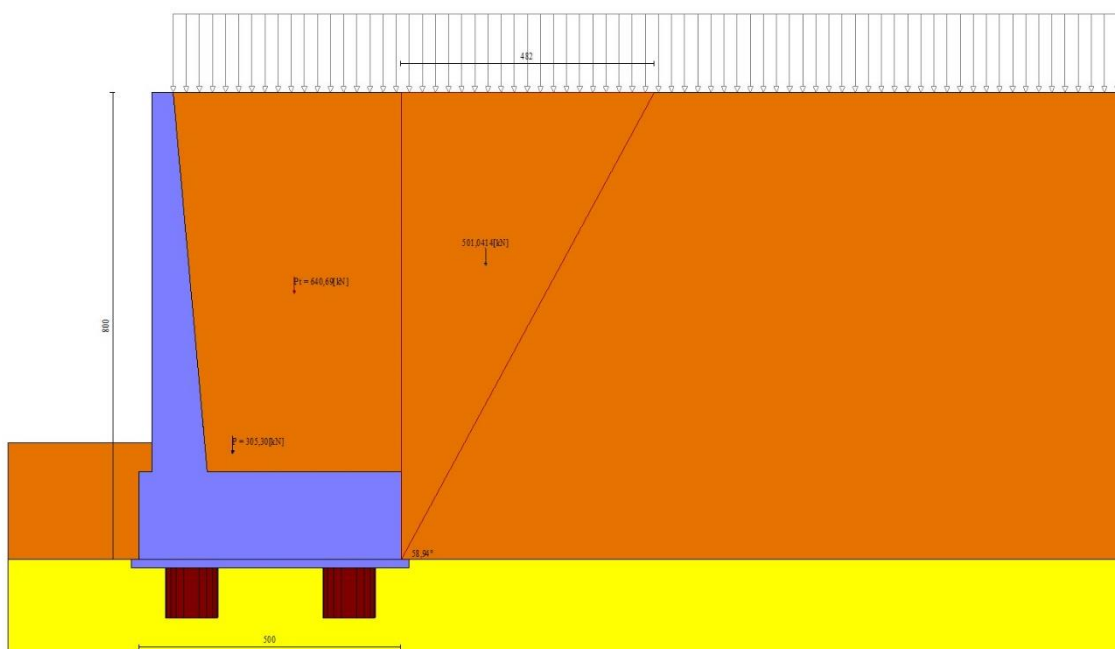 482
501,0414[kN]
Pt = 640,69[kN]
800
P = 305,30[kN]
58,94°
500